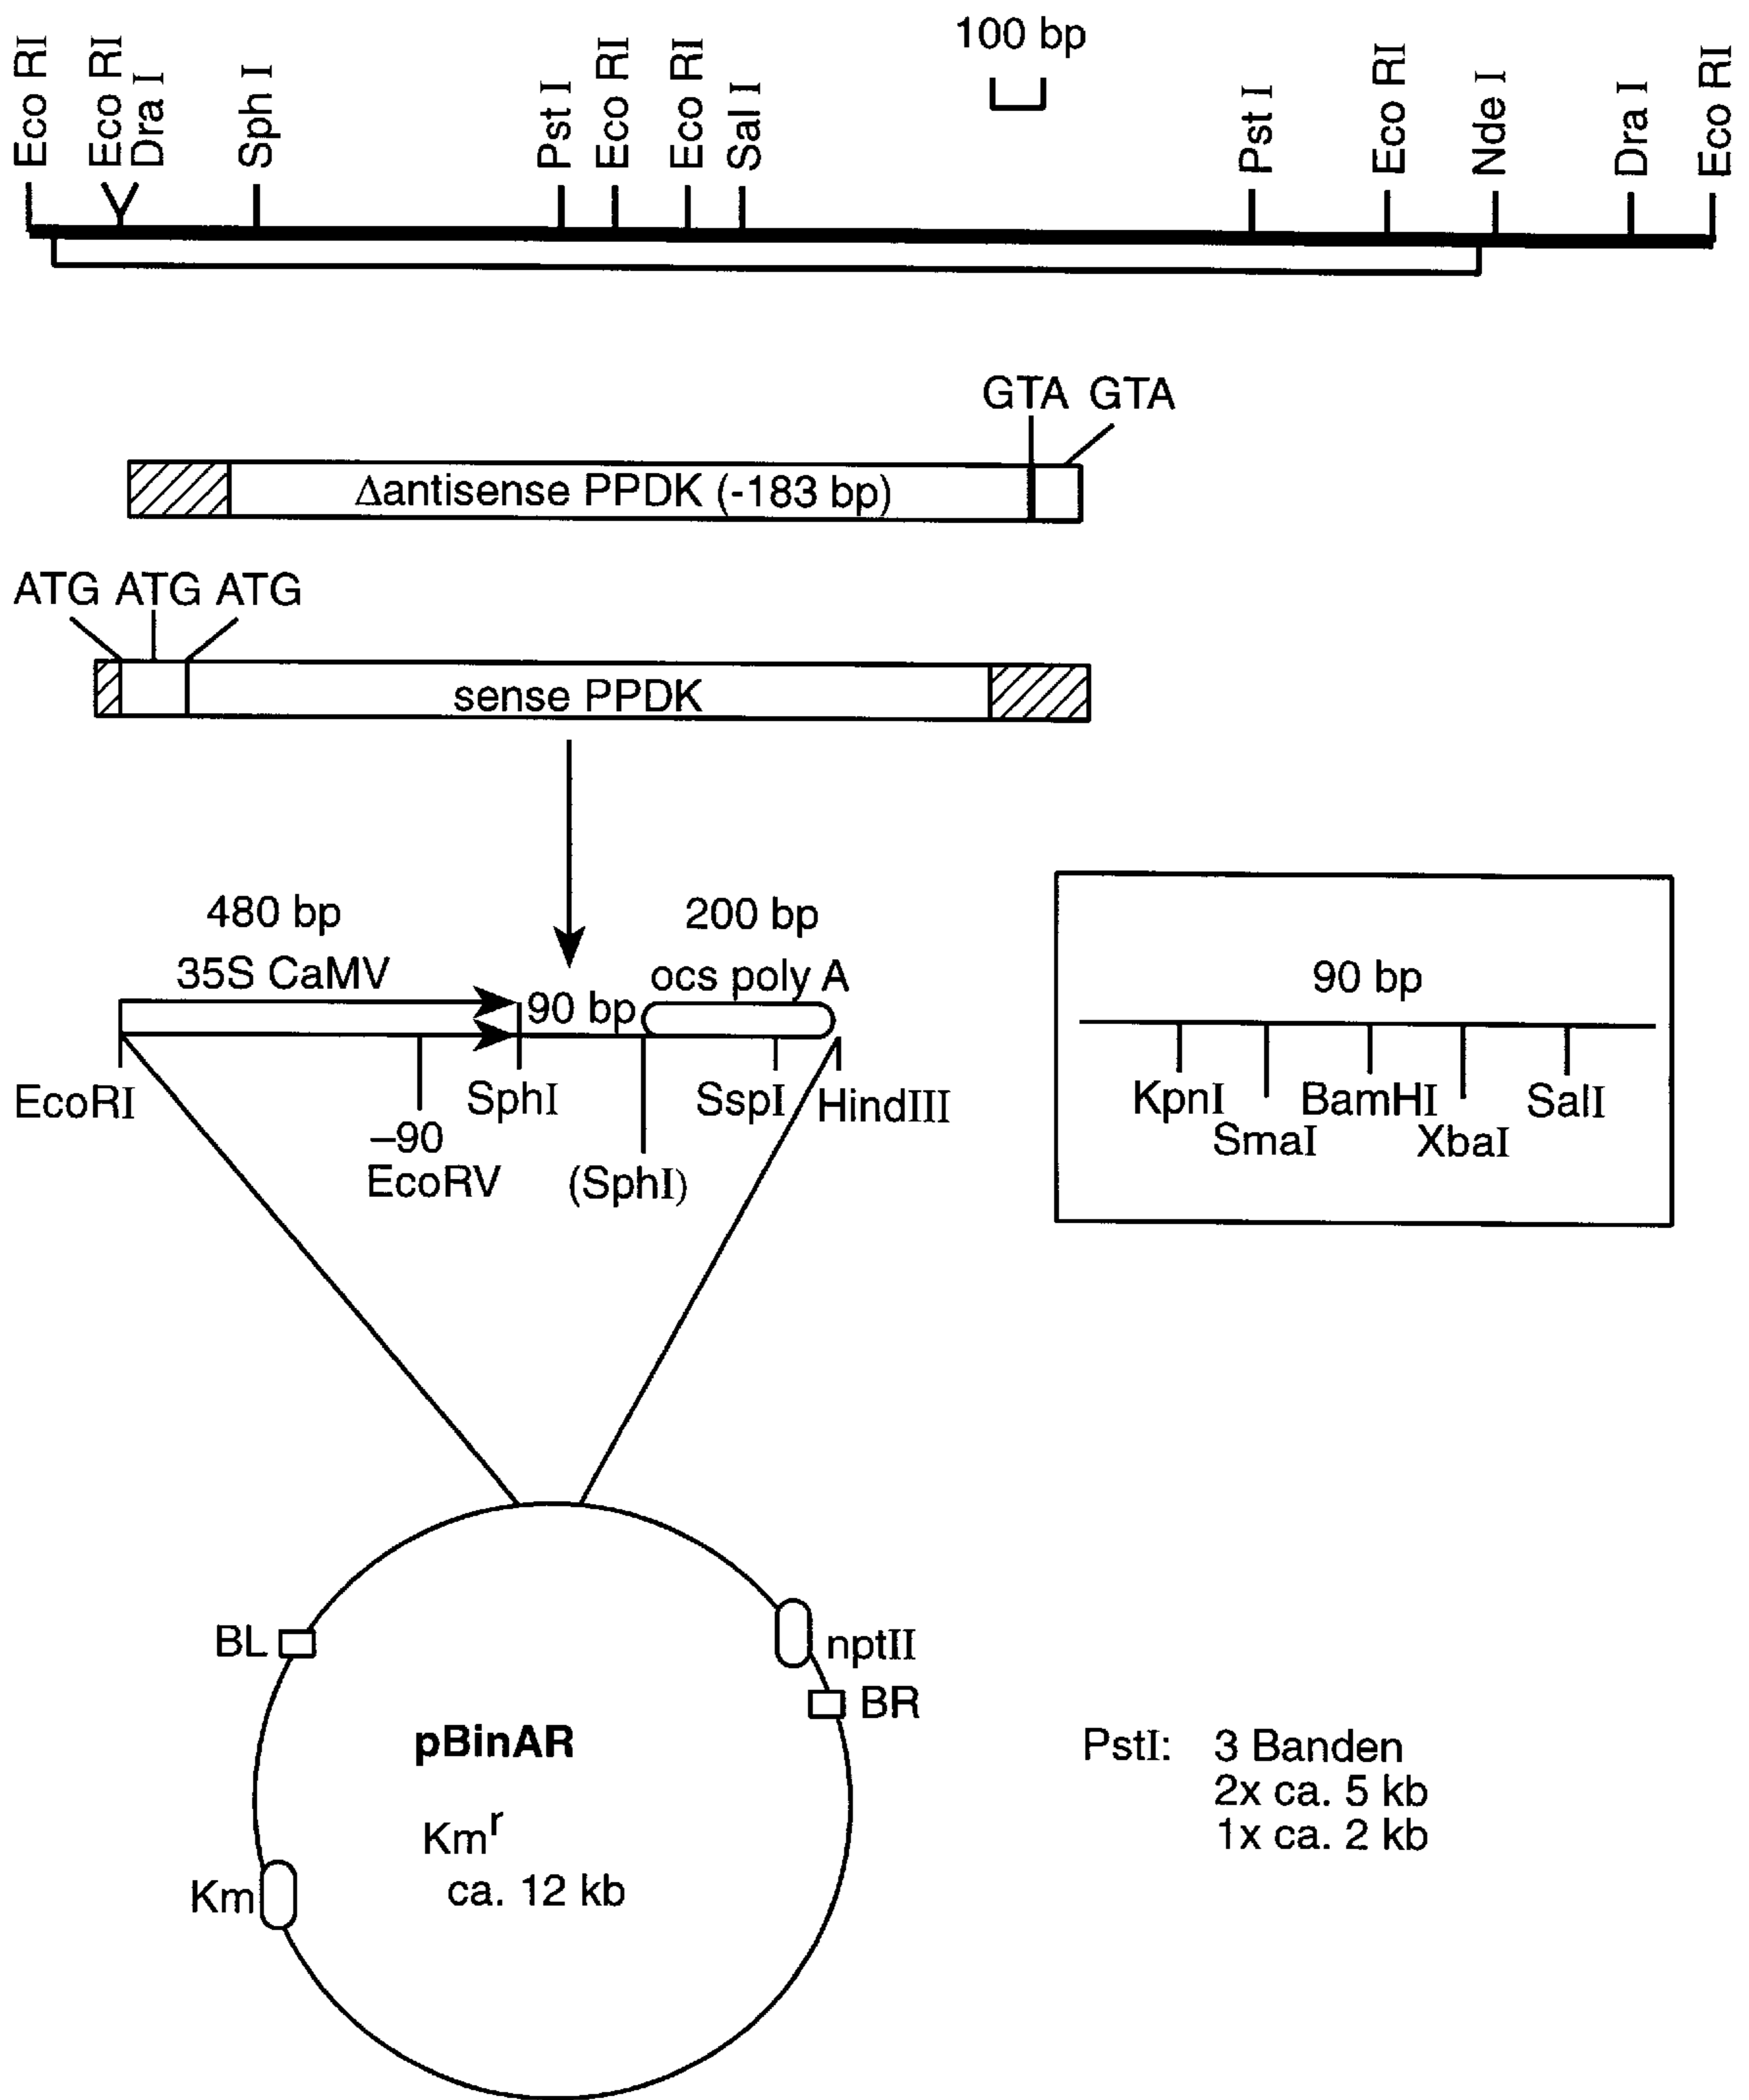 100 bp
Eco RI
Eco RI
Dra I
Sph I
Pst I
Eco RI
Eco RI
Sal I
Pst I
Eco RI
Nde I
Dra I
Eco RI
GTA GTA
Δantisense PPDK (-183 bp)
ATG ATG ATG
sense PPDK
480 bp
35S CaMV
200 bp
ocs poly A
90 bp
EcoRI
–90
EcoRV
SphI
(SphI)
SspI
HindIII
90 bp
KpnI
SmaI
BamHI
XbaI
SalI
BL
nptII
BR
pBinAR
Kmʳ
ca. 12 kb
Km
PstI: 3 Banden
2x ca. 5 kb
1x ca. 2 kb